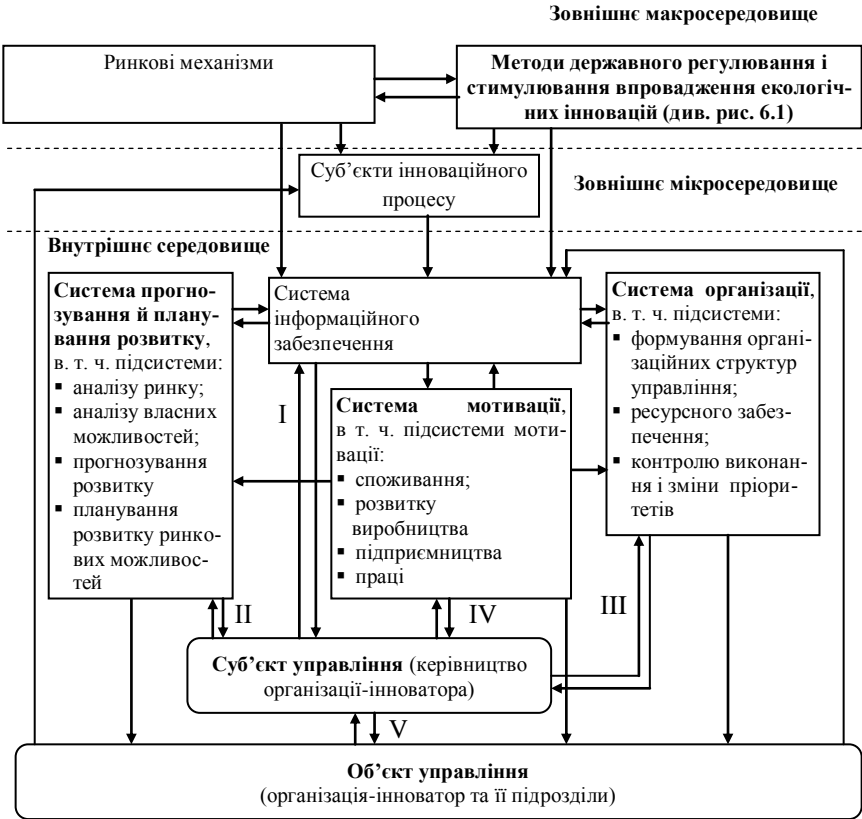 Зовнішнє макросередовище
Ринкові механізми
Методи державного регулювання і
стимулювання впровадження екологіч-
них інновацій (див. рис. 6.1)
Суб’єкти інноваційного
процесу
Зовнішнє мікросередовище
Внутрішнє середовище
Система прогно-
зування й плану-
вання розвитку,
в. т. ч. підсистеми:
▪ аналізу ринку;
▪ аналізу власних
можливостей;
▪ прогнозування
розвитку
▪ планування
розвитку ринко-
вих можливос-
тей
Система
інформаційного
забезпечення
Система організації,
в. т. ч. підсистеми:
▪ формування органі-
заційних структур
управління;
▪ ресурсного забез-
печення;
▪ контролю виконан-
ня і зміни пріори-
тетів
I
Система мотивації,
в т. ч. підсистеми моти-
вації:
▪ споживання;
▪ розвитку
виробництва
▪ підприємництва
▪ праці
II
IV
III
Суб’єкт управління (керівництво
організації-інноватора)
V
Об’єкт управління
(організація-інноватор та її підрозділи)